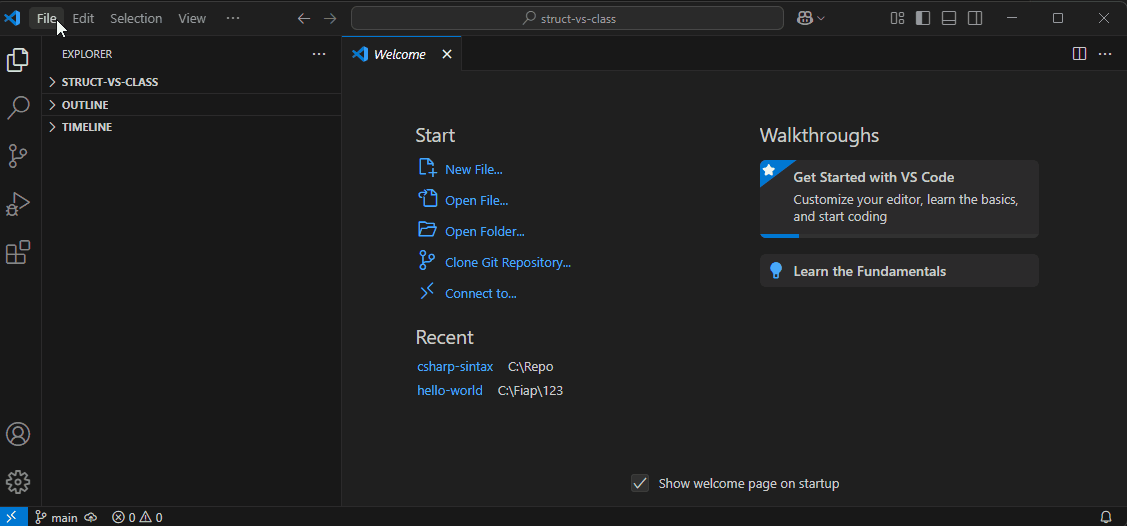 File Edit Selection View ··· struct-vs-class
EXPLORER ···
Welcome ···
STRUCT-VS-CLASS
OUTLINE
TIMELINE
Start
New File...
Open File...
Open Folder...
Clone Git Repository...
Connect to...
Recent
csharp-sintax C:\Repo
hello-world C:\Fiap\123
Walkthroughs
Get Started with VS Code
Customize your editor, learn the basics,
and start coding
Learn the Fundamentals
Show welcome page on startup
main 0 0